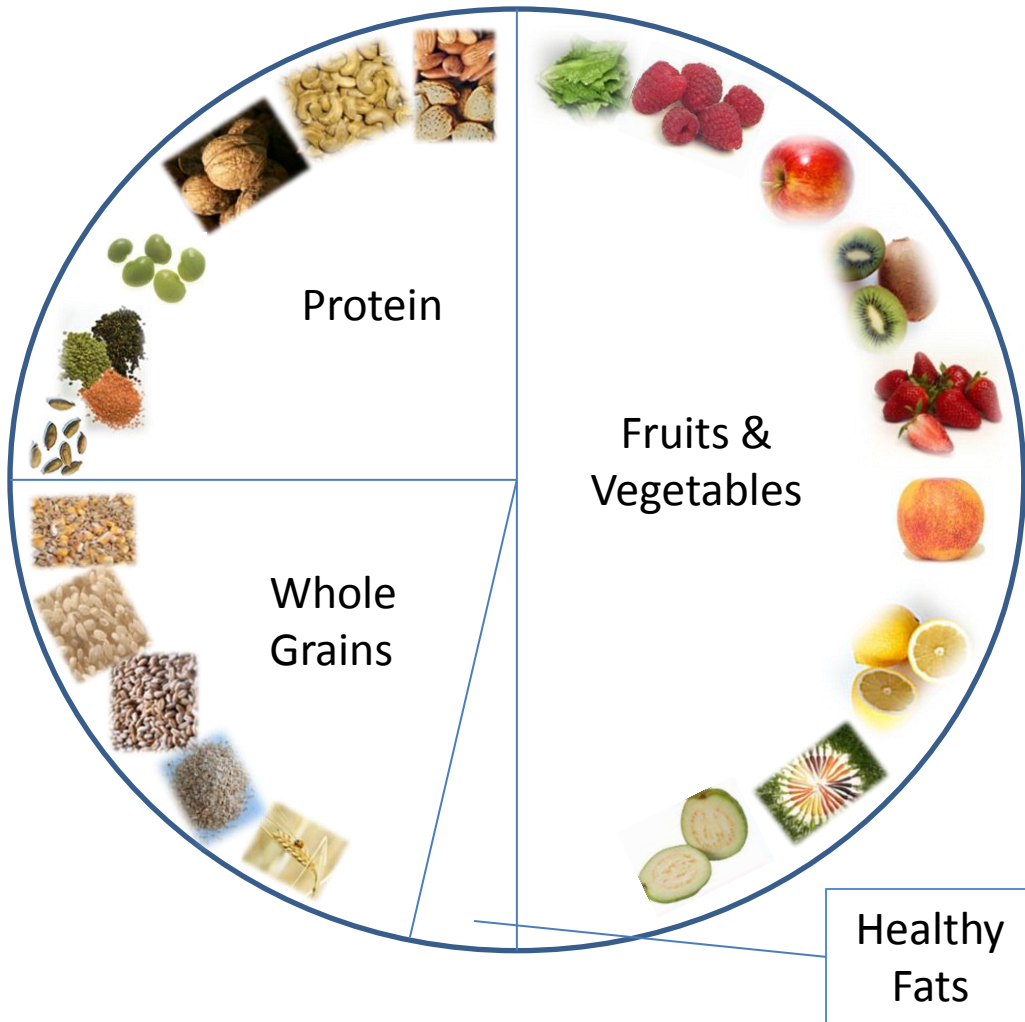 Protein
Fruits &
Vegetables
Whole
Grains
Healthy
Fats